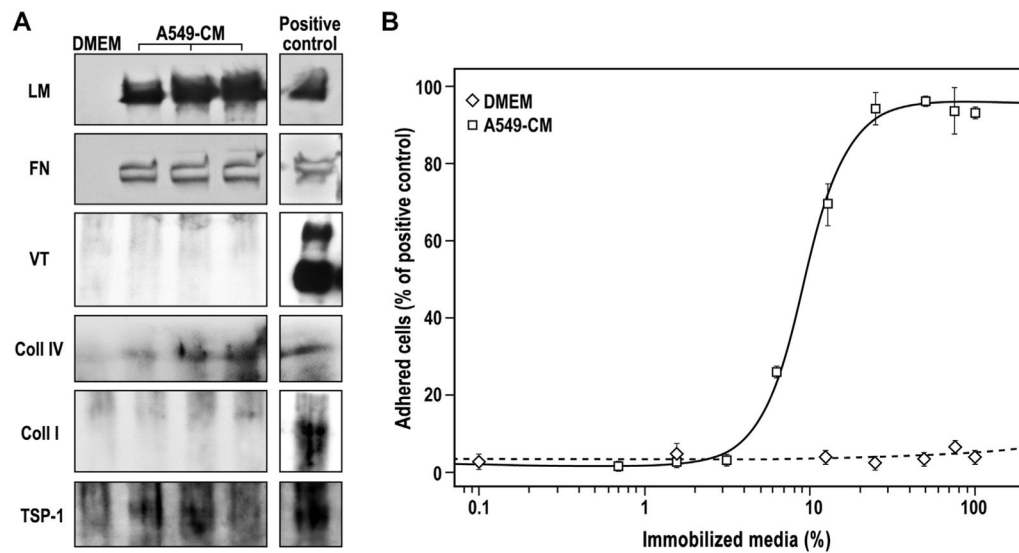 A
DMEM
A549-CM
Positive
control
LM
FN
VT
Coll IV
Coll I
TSP-1
B
Adhered cells (% of positive control)
100
80
60
40
20
0
DMEM
A549-CM
0.1
1
10
100
Immobilized media (%)